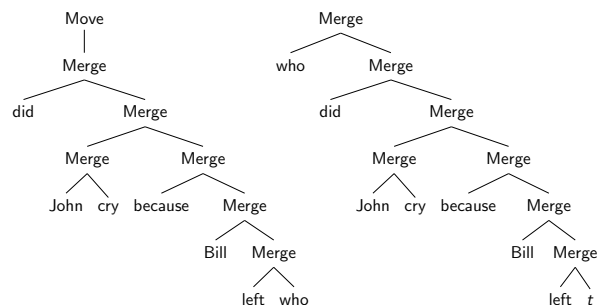 Move Merge
Merge who Merge
did Merge did Merge
Merge Merge Merge Merge
John cry because Merge John cry because Merge
Bill Merge Bill Merge
left who left t